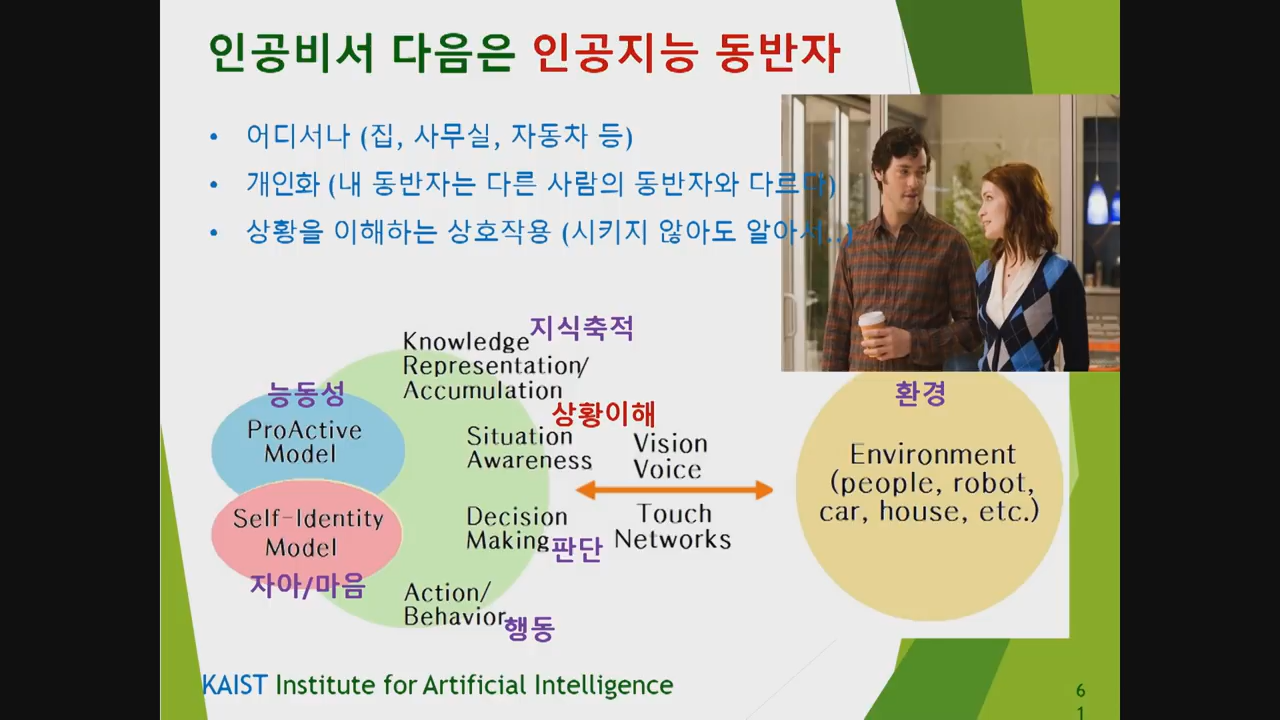 인공비서 다음은 인공지능 동반자
• 어디서나 (집, 사무실, 자동차 등)
• 개인화 (내 동반자는 다른 사람의 동반자와 다르다)
• 상황을 이해하는 상호작용 (시키지 않아도 알아서..)
지식축적
Knowledge
Representation/
Accumulation
능동성
ProActive
Model
Self-Identity
Model
자아/마음
상황이해
Situation
Awareness
Decision
Making
판단
Action/
Behavior
행동
Vision
Voice
Touch
Networks
환경
Environment
(people, robot,
car, house, etc.)
KAIST Institute for Artificial Intelligence
6
1